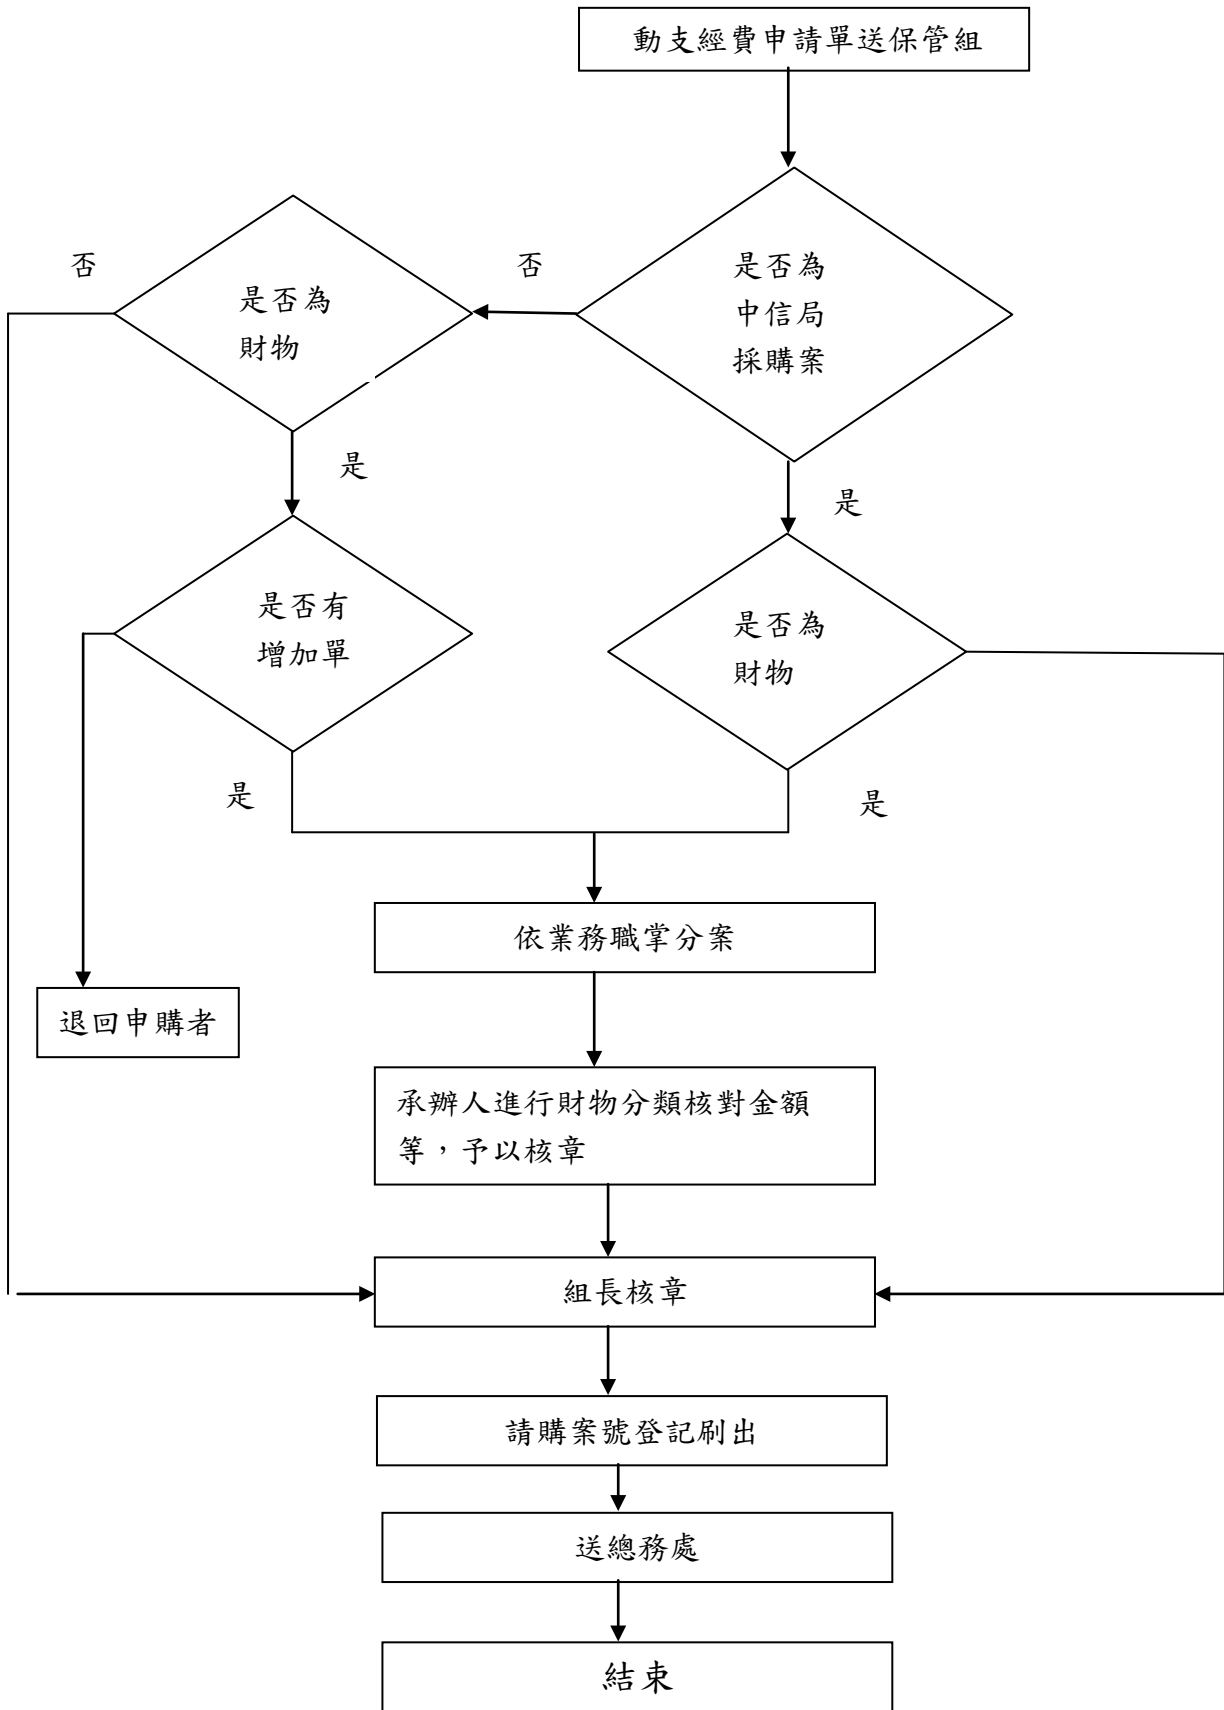 動支經費申請單送保管組
否
是否為
財物
否
是否為
中信局
採購案
是
是
是否有
增加單
是否為
財物
是
是
依業務職掌分案
退回申購者
承辦人進行財物分類核對金額
等，予以核章
組長核章
請購案號登記刷出
送總務處
結束